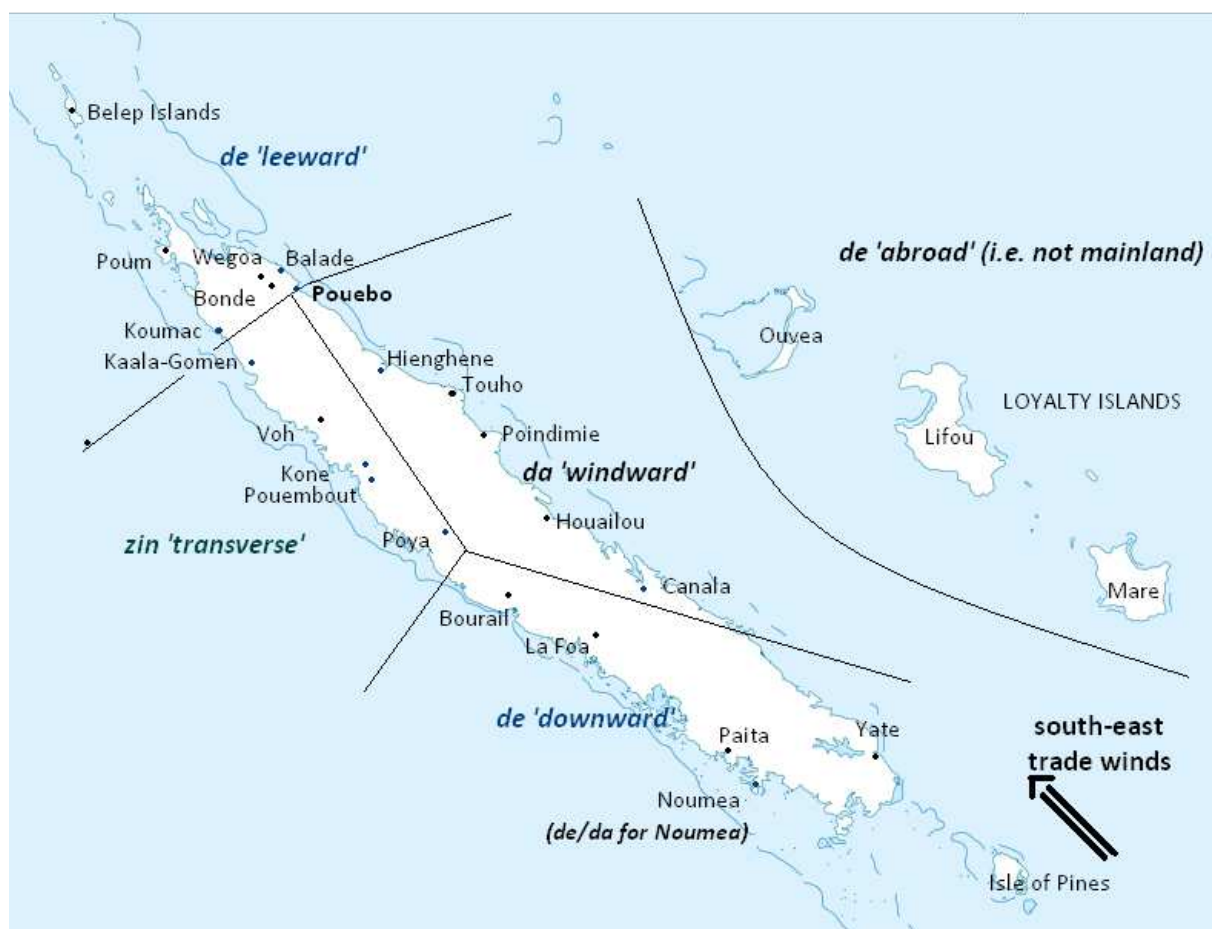 Belep Islands
de 'leeward'
de 'abroad' (i.e. not mainland)
Wegoa
Balade
Poum
Bonde
Pouebo
Ouvea
Koumac
Kaala-Gomen
Hienghene
Touho
LOYALTY ISLANDS
Lifou
Voh
Poindimie
Kone
da 'windward'
Pouembout
Houailou
zin 'transverse'
Poya
Canala
Mare
Bourail
La Foa
de 'downward'
Paita
Yate
south-east
trade winds
Noumea
(de/da for Noumea)
Isle of Pines